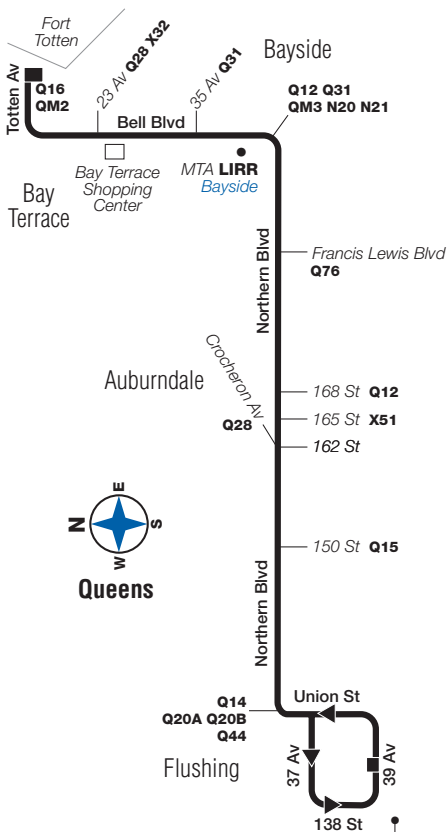 Fort
Totten
Totten Av
Q16
QM2
23 Av Q28 X32
35 Av Q31
Bayside
Q12 Q31
QM3 N20 N21
Bell Blvd
Bay Terrace
Shopping
Center
MTA LIRR
Bayside
Bay
Terrace
Northern Blvd
Francis Lewis Blvd
Q76
Auburndale
Crocheron Av
Q28
168 St Q12
165 St X51
162 St
N
E
S
W
Queens
150 St Q15
Northern Blvd
Q14
Q20A Q20B
Q44
Union St
37 Av
39 Av
Flushing
138 St